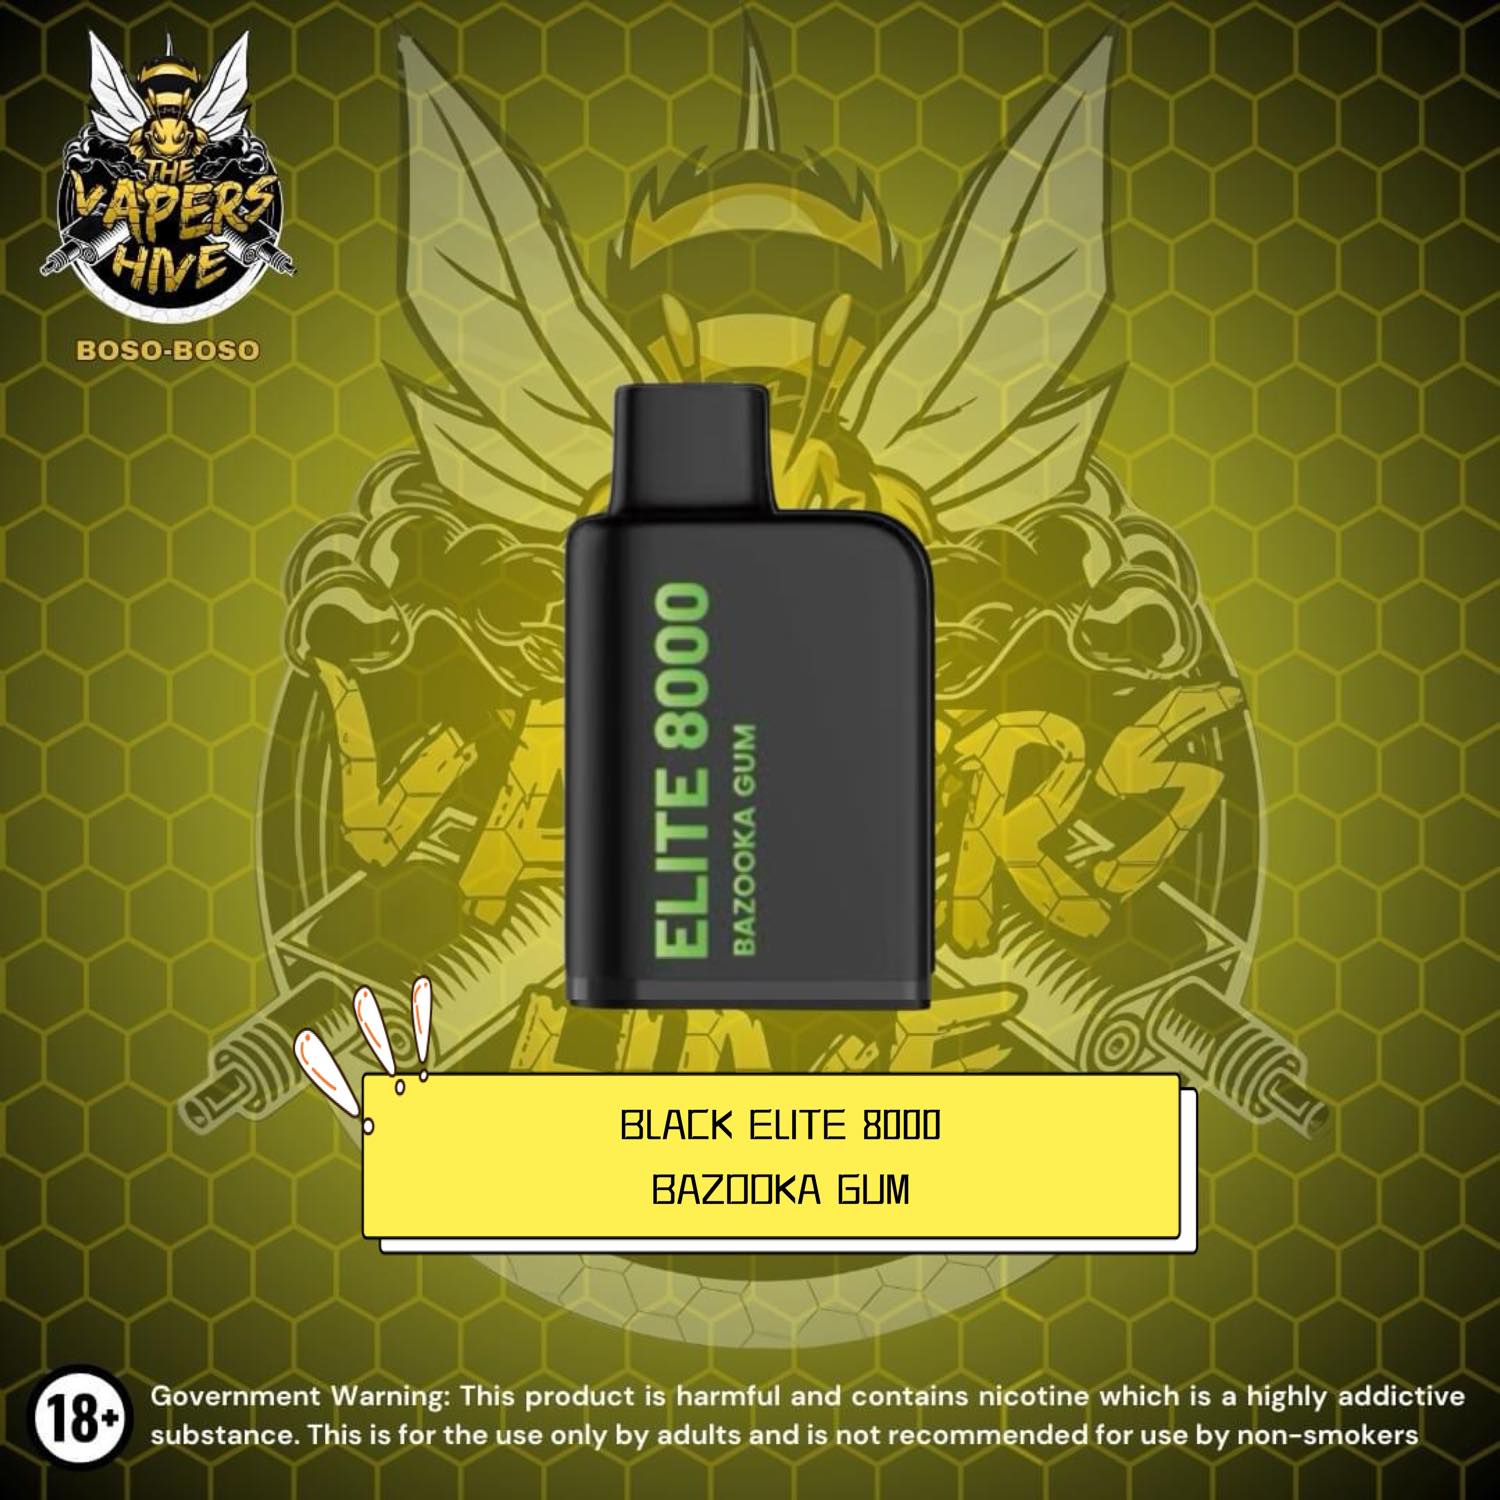 THE
VAPERS
HIVE
BOSO-BOSO
ELITE 8000
BAZOOKA GUM
BLACK ELITE 8000
BAZOOKA GUM
18+
Government Warning: This product is harmful and contains nicotine which is a highly addictive
substance. This is for the use only by adults and is not recommended for use by non-smokers